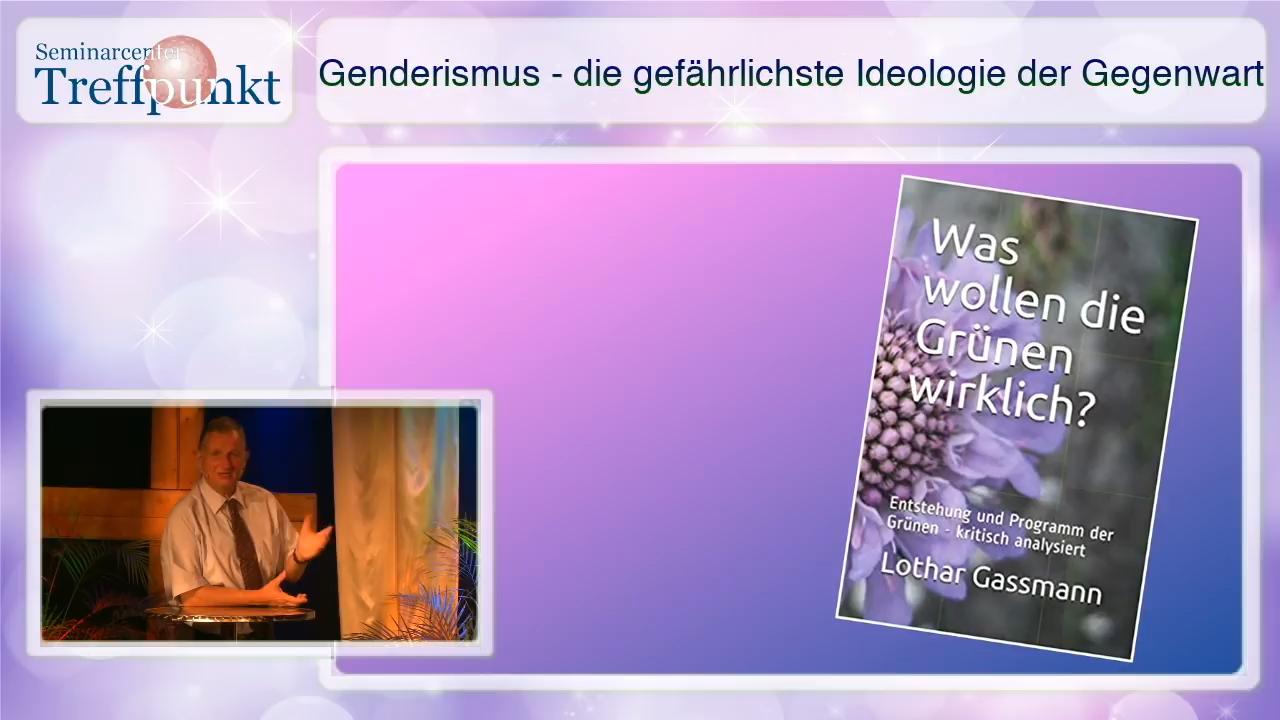 Seminarcenter
Treffpunkt
Genderismus - die gefährlichste Ideologie der Gegenwart
Was
wollen die
Grünen
wirklich?
Entstehung und Programm der
Grünen - kritisch analysiert
Lothar Gassmann